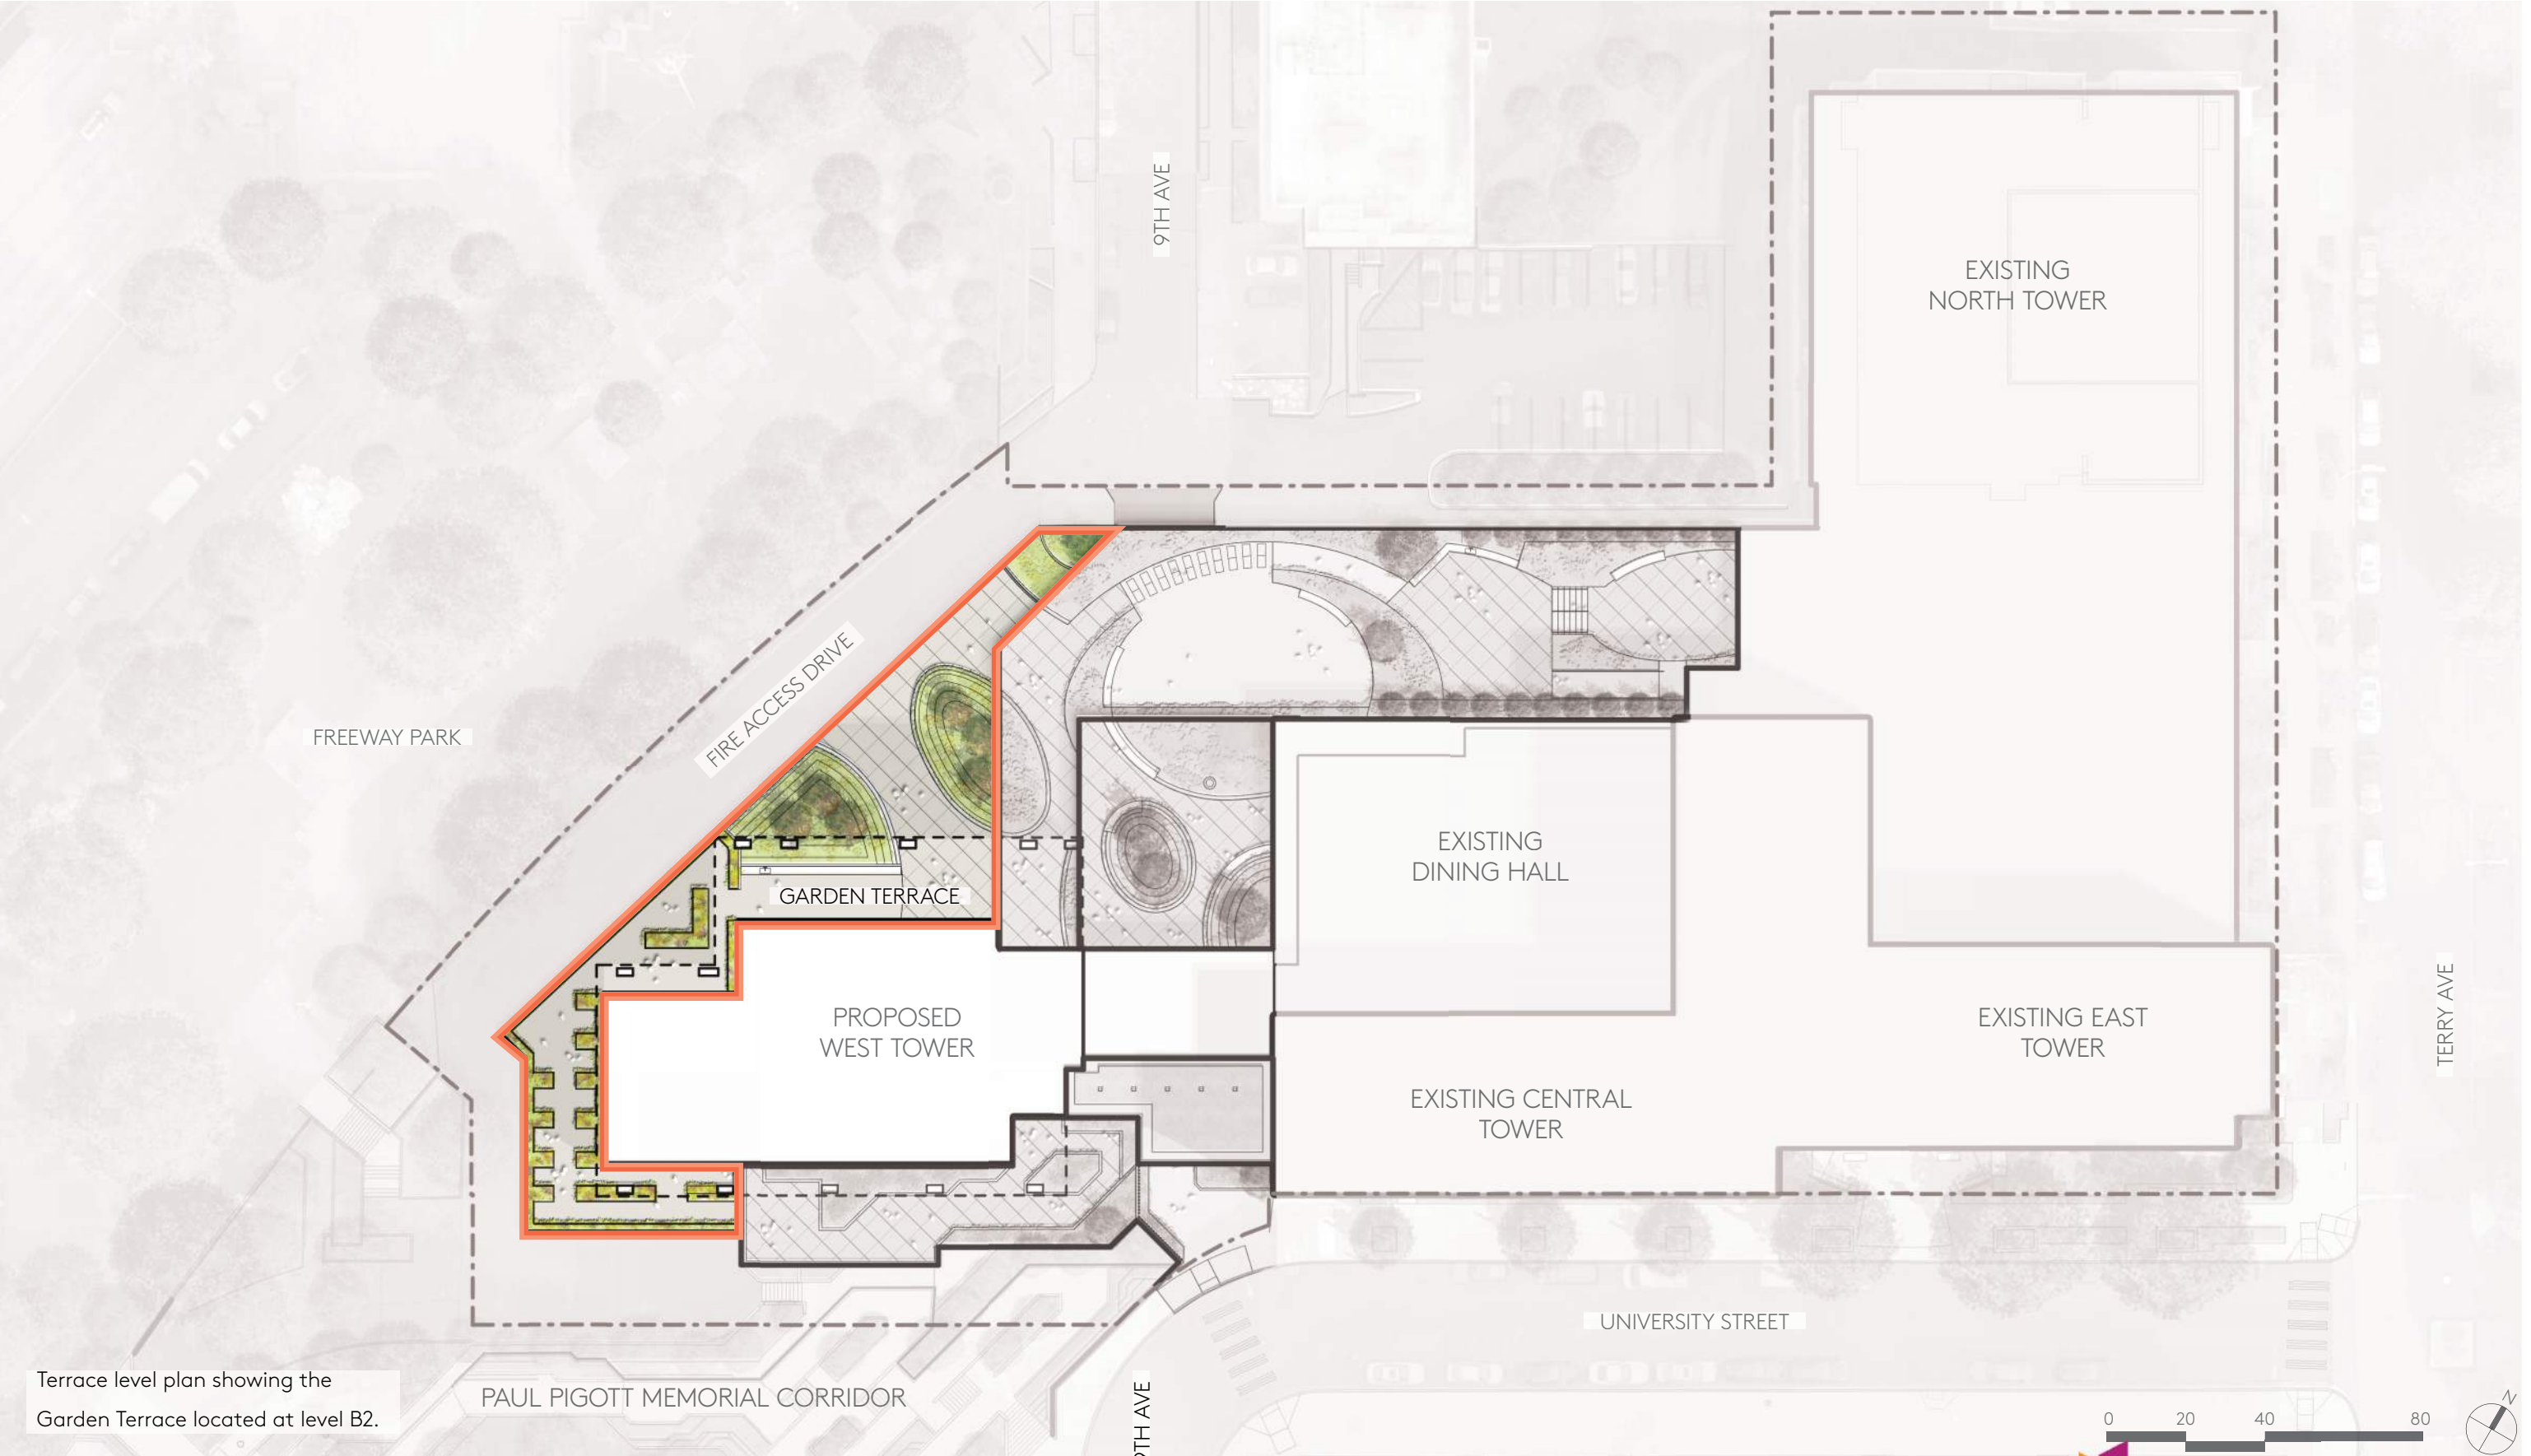 9TH AVE
EXISTING
NORTH TOWER
FIRE ACCESS DRIVE
FREEWAY PARK
EXISTING
DINING HALL
GARDEN TERRACE
PROPOSED
WEST TOWER
EXISTING EAST
TOWER
TERRY AVE
EXISTING CENTRAL
TOWER
UNIVERSITY STREET
Terrace level plan showing the
Garden Terrace located at level B2.
PAUL PIGOTT MEMORIAL CORRIDOR
9TH AVE
0 20 40 80
N